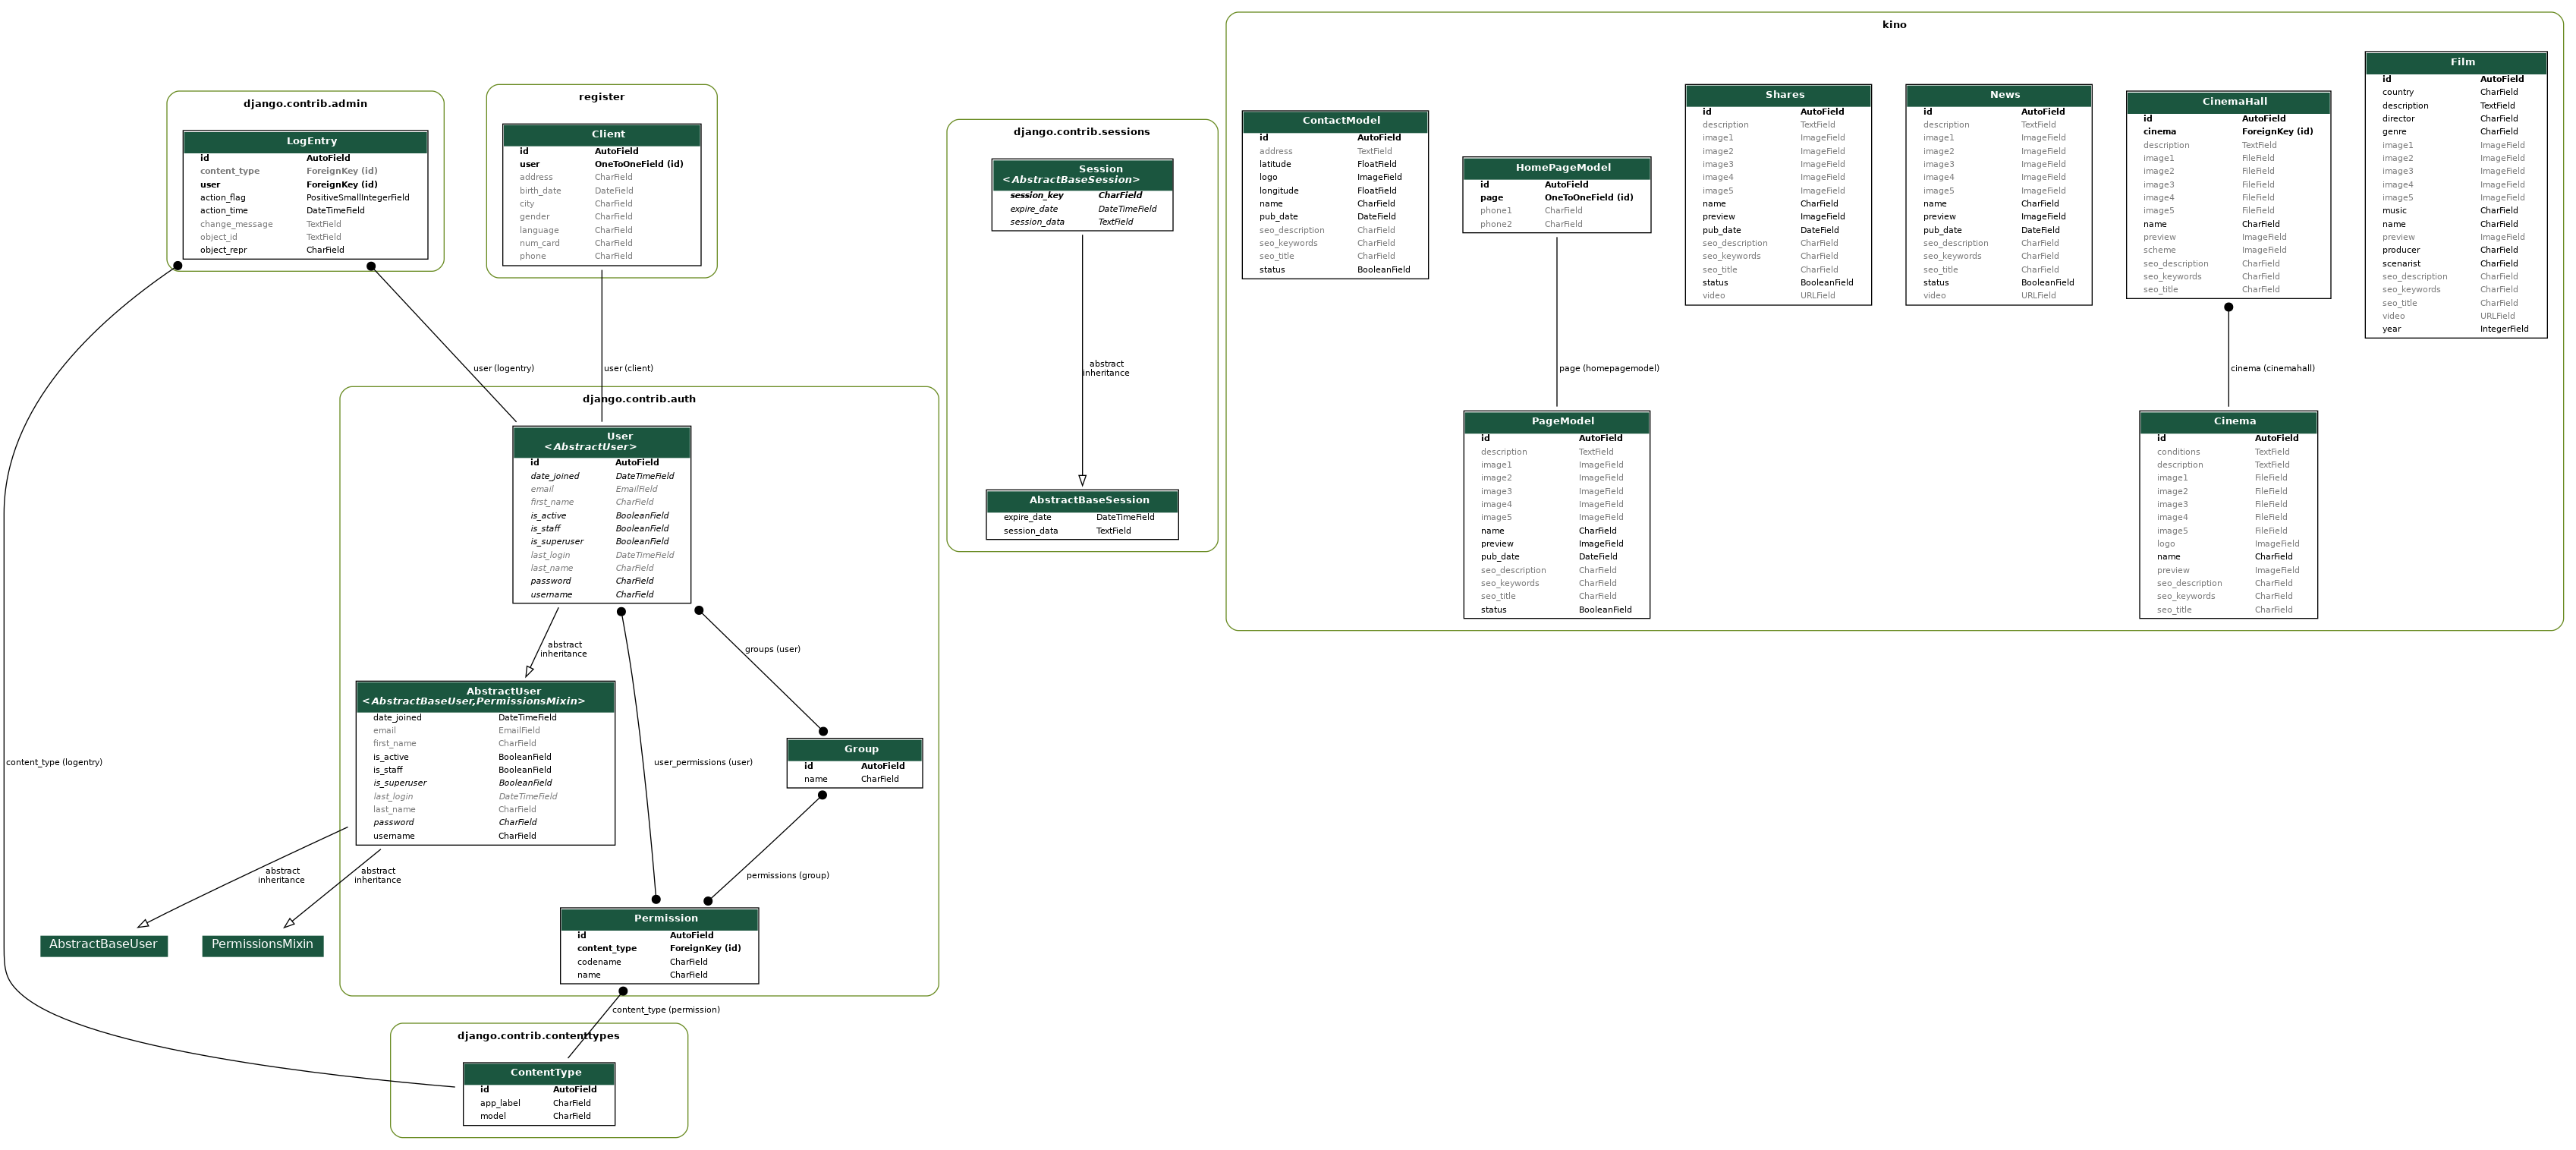 kino
django.contrib.admin
LogEntry
id AutoField
content_type ForeignKey (id)
user ForeignKey (id)
action_flag PositiveSmallIntegerField
action_time DateTimeField
change_message TextField
object_id TextField
object_repr CharField
register
Client
id AutoField
user OneToOneField (id)
address CharField
birth_date DateField
city CharField
gender CharField
language CharField
num_card CharField
phone CharField
django.contrib.sessions
Session
<AbstractBaseSession>
session_key CharField
expire_date DateTimeField
session_data TextField
ContactModel
id AutoField
address TextField
latitude FloatField
logo ImageField
longitude FloatField
name CharField
pub_date DateField
seo_description CharField
seo_keywords CharField
seo_title CharField
status BooleanField
HomePageModel
id AutoField
page OneToOneField (id)
phone1 CharField
phone2 CharField
Shares
id AutoField
description TextField
image1 ImageField
image2 ImageField
image3 ImageField
image4 ImageField
image5 ImageField
name CharField
preview ImageField
pub_date DateField
seo_description CharField
seo_keywords CharField
seo_title CharField
status BooleanField
video URLField
News
id AutoField
description TextField
image1 ImageField
image2 ImageField
image3 ImageField
image4 ImageField
image5 ImageField
name CharField
preview ImageField
pub_date DateField
seo_description CharField
seo_keywords CharField
seo_title CharField
status BooleanField
video URLField
CinemaHall
id AutoField
cinema ForeignKey (id)
description TextField
image1 FileField
image2 FileField
image3 FileField
image4 FileField
image5 FileField
name CharField
preview ImageField
scheme ImageField
seo_description CharField
seo_keywords CharField
seo_title CharField
Film
id AutoField
country CharField
description TextField
director CharField
genre CharField
image1 ImageField
image2 ImageField
image3 ImageField
image4 ImageField
image5 ImageField
music CharField
name CharField
preview ImageField
producer CharField
scenarist CharField
seo_description CharField
seo_keywords CharField
seo_title CharField
video URLField
year IntegerField
user (logentry)
user (client)
abstract
inheritance
page (homepagemodel)
cinema (cinemahall)
django.contrib.auth
User
<AbstractUser>
id AutoField
date_joined DateTimeField
email EmailField
first_name CharField
is_active BooleanField
is_staff BooleanField
is_superuser BooleanField
last_login DateTimeField
last_name CharField
password CharField
username CharField
AbstractBaseSession
expire_date DateTimeField
session_data TextField
PageModel
id AutoField
description TextField
image1 ImageField
image2 ImageField
image3 ImageField
image4 ImageField
image5 ImageField
name CharField
preview ImageField
pub_date DateField
seo_description CharField
seo_keywords CharField
seo_title CharField
status BooleanField
Cinema
id AutoField
conditions TextField
description TextField
image1 FileField
image2 FileField
image3 FileField
image4 FileField
image5 FileField
logo ImageField
name CharField
preview ImageField
seo_description CharField
seo_keywords CharField
seo_title CharField
abstract
inheritance
groups (user)
AbstractUser
<AbstractBaseUser,PermissionsMixin>
date_joined DateTimeField
email EmailField
first_name CharField
is_active BooleanField
is_staff BooleanField
is_superuser BooleanField
last_login DateTimeField
last_name CharField
password CharField
username CharField
content_type (logentry)
user_permissions (user)
Group
id AutoField
name CharField
abstract
inheritance
abstract
inheritance
permissions (group)
AbstractBaseUser
PermissionsMixin
Permission
id AutoField
content_type ForeignKey (id)
codename CharField
name CharField
content_type (permission)
django.contrib.contenttypes
ContentType
id AutoField
app_label CharField
model CharField